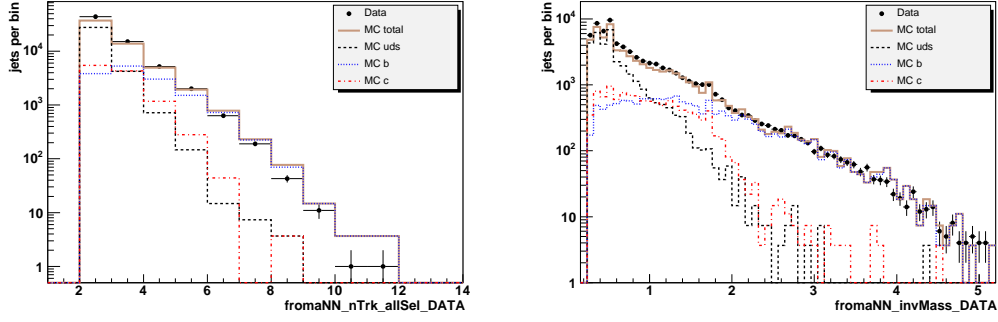 jets per bin
10⁴
10³
10²
10
1
2
4
6
8
10
12
14
fromaNN_nTrk_allSel_DATA
Data
MC total
MC uds
MC b
MC c
jets per bin
10⁴
10³
10²
10
1
1
2
3
4
5
fromaNN_invMass_DATA
Data
MC total
MC uds
MC b
MC c